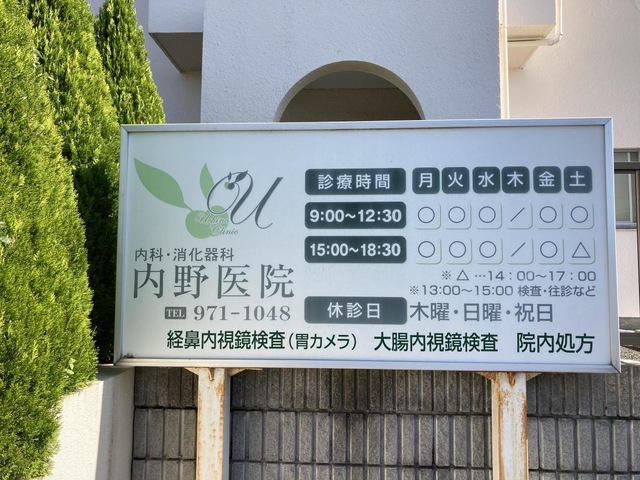 U
Uchino
Clinic
内科・消化器科
内野医院
TEL 971-1048
診療時間 月 火 水 木 金 土
9:00〜12:30 ○ ○ ○ ／ ○ ○
15:00〜18:30 ○ ○ ○ ／ ○ △
※△…14：00〜17：00
※13:00〜15:00 検査・往診など
休診日 木曜・日曜・祝日
経鼻内視鏡検査（胃カメラ） 大腸内視鏡検査 院内処方